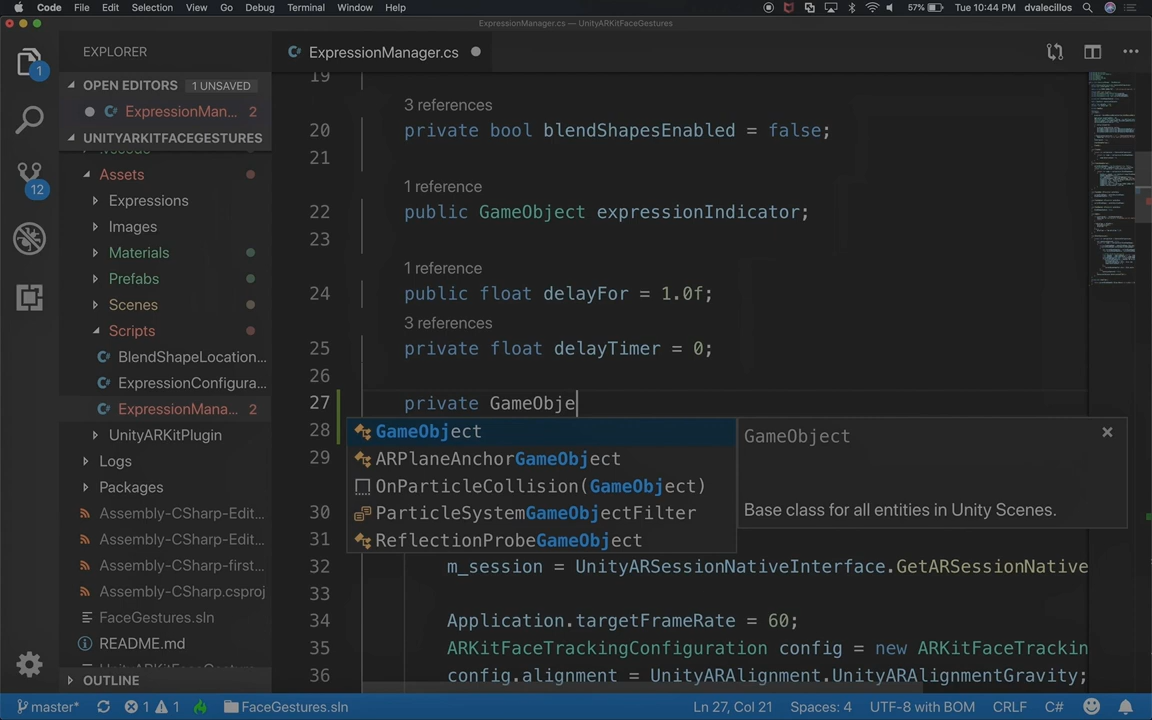 Code File Edit Selection View Go Debug Terminal Window Help 57% Tue 10:44 PM dvalecillos
ExpressionManager.cs — UnityARKitFaceGestures
EXPLORER
ExpressionManager.cs
OPEN EDITORS 1 UNSAVED
ExpressionMan... 2
UNITYARKITFACEGESTURES
.vscode
Assets
Expressions
Images
Materials
Prefabs
Scenes
Scripts
BlendShapeLocation...
ExpressionConfigura...
ExpressionMana... 2
UnityARKitPlugin
Logs
Packages
Assembly-CSharp-Edit...
Assembly-CSharp-Edit...
Assembly-CSharp-first...
Assembly-CSharp.csproj
FaceGestures.sln
README.md
OUTLINE
1
12
19
3 references
20 private bool blendShapesEnabled = false;
21
1 reference
22 public GameObject expressionIndicator;
23
1 reference
24 public float delayFor = 1.0f;
3 references
25 private float delayTimer = 0;
26
27 private GameObje
28
29
30
31
32 m_session = UnityARSessionNativeInterface.GetARSessionNative
33
34 Application.targetFrameRate = 60;
35 ARKitFaceTrackingConfiguration config = new ARKitFaceTrackin
36 config.alignment = UnityARAlignment.UnityARAlignmentGravity;
GameObject
ARPlaneAnchorGameObject
OnParticleCollision(GameObject)
ParticleSystemGameObjectFilter
ReflectionProbeGameObject
GameObject
Base class for all entities in Unity Scenes.
master* 1 1 FaceGestures.sln Ln 27, Col 21 Spaces: 4 UTF-8 with BOM CRLF C#